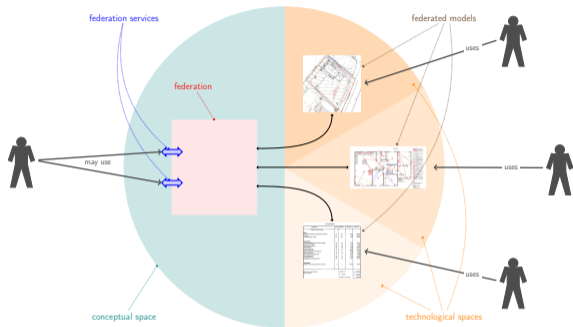 federation services
federated models
uses
federation
may use
uses
uses
conceptual space
technological spaces